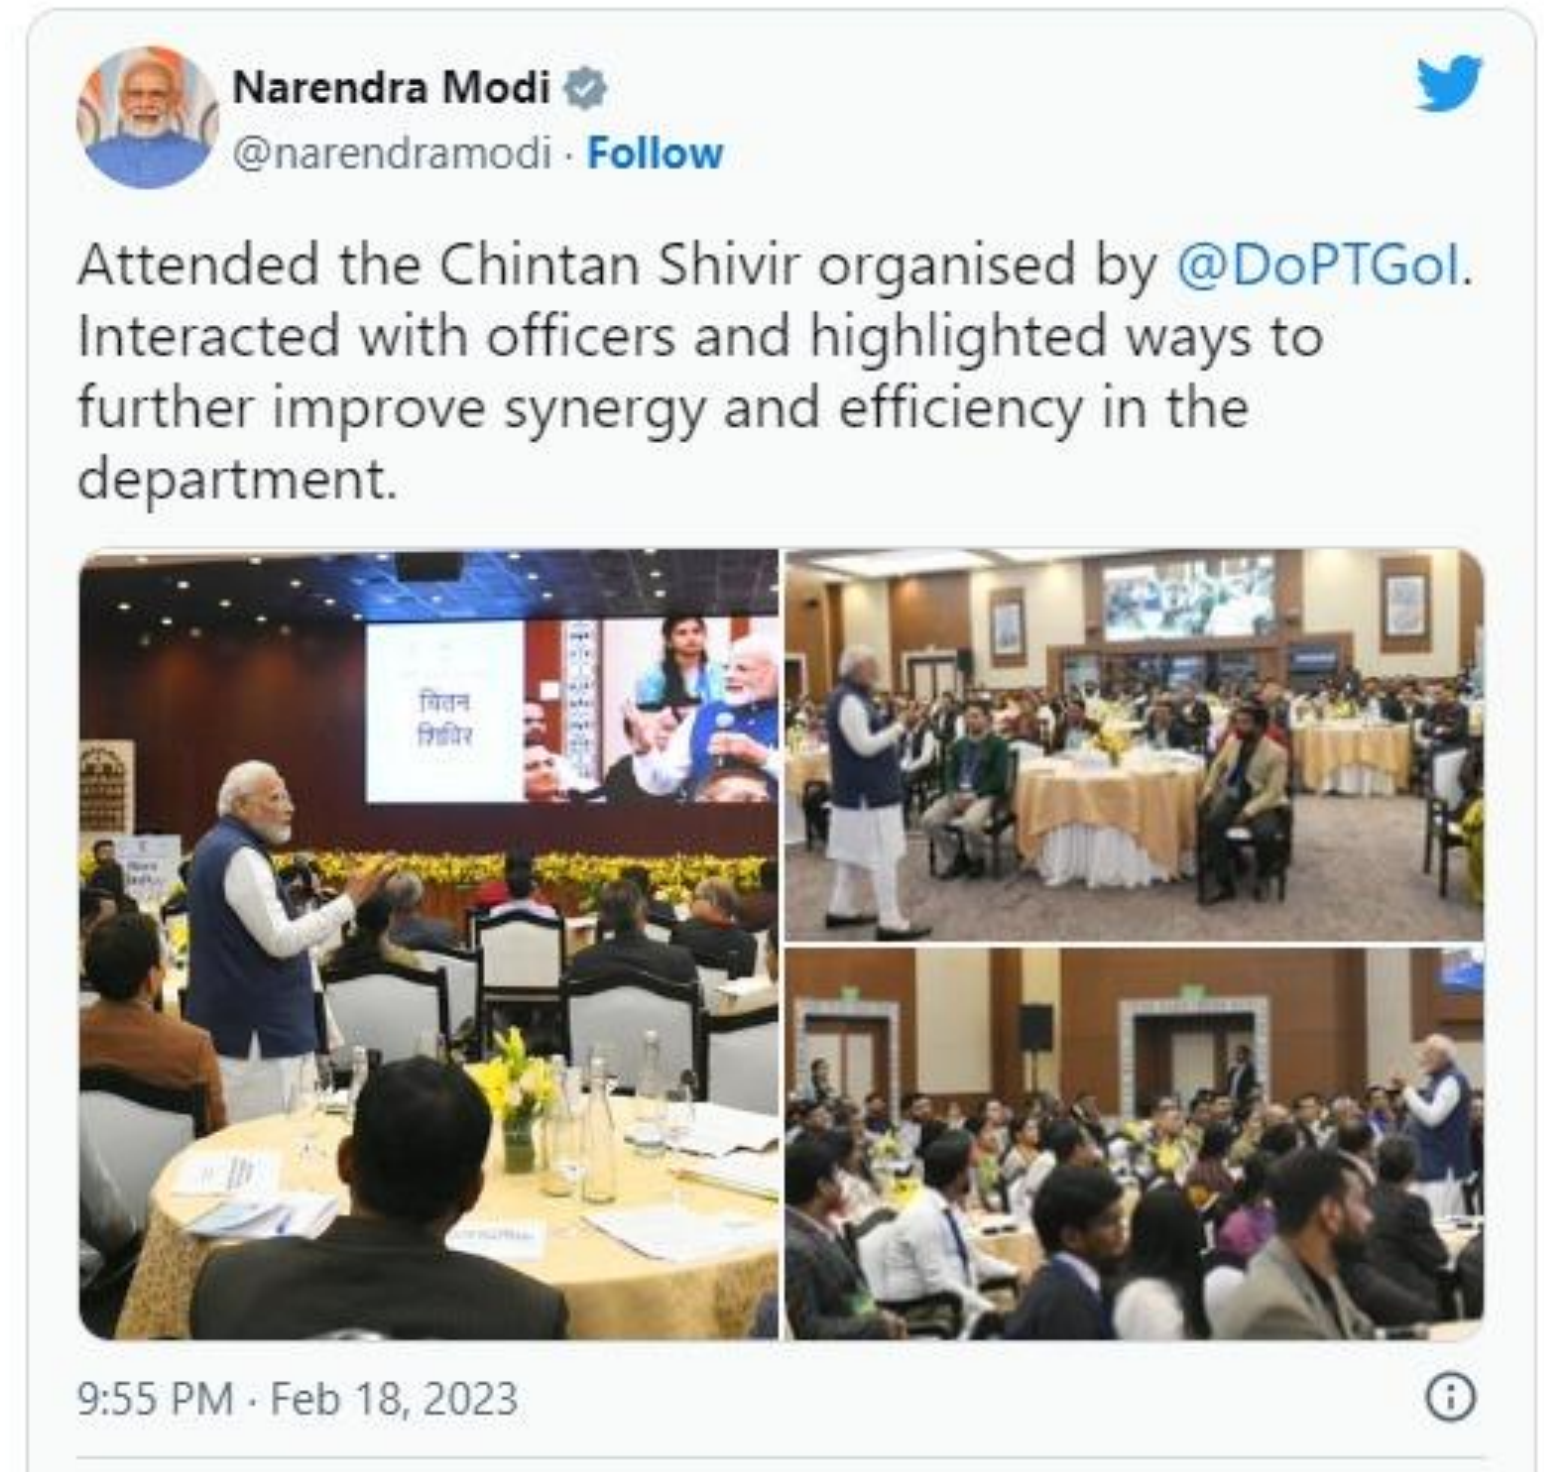 Narendra Modi
@narendramodi · Follow
Attended the Chintan Shivir organised by @DoPTGoI.
Interacted with officers and highlighted ways to
further improve synergy and efficiency in the
department.
चिंतन
शिविर
9:55 PM · Feb 18, 2023